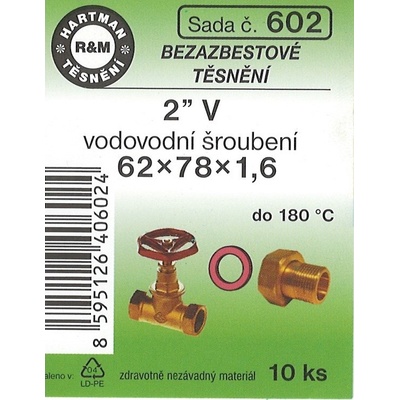 HARTMAN
R&M
TĚSNĚNÍ
Sada č. 602
BEZAZBESTOVÉ
TĚSNĚNÍ
2” V
vodovodní šroubení
62×78×1,6
do 180 °C
8 595126 406024
aleno v:
04
LD-PE
zdravotně nezávadný materiál
10 ks